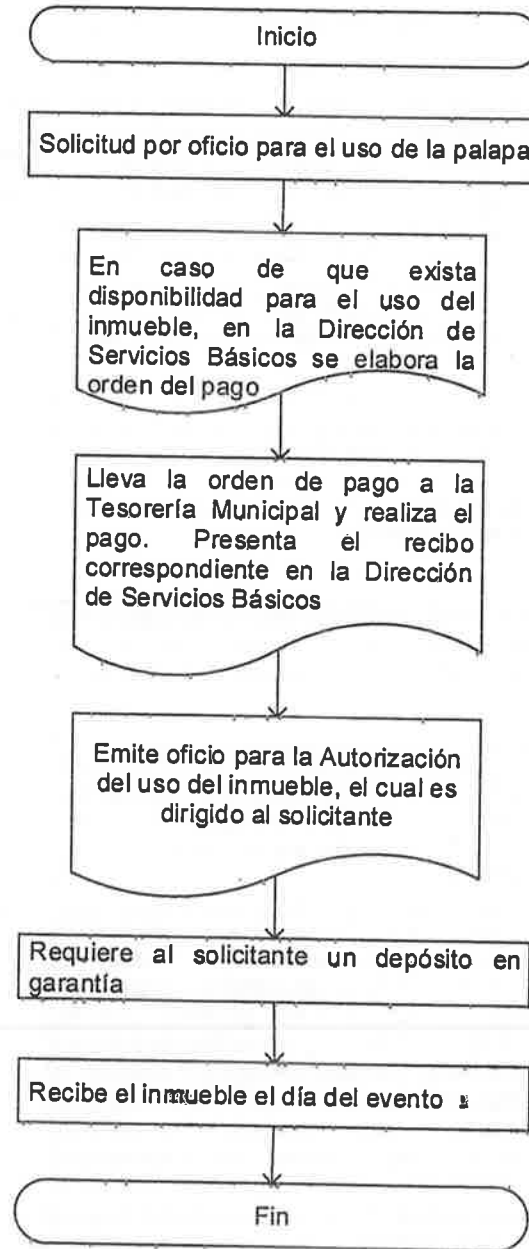 Inicio
Solicitud por oficio para el uso de la palapa
En caso de que exista
disponibilidad para el uso del
inmueble, en la Dirección de
Servicios Básicos se elabora la
orden del pago
Lleva la orden de pago a la
Tesorería Municipal y realiza el
pago. Presenta el recibo
correspondiente en la Dirección
de Servicios Básicos
Emite oficio para la Autorización
del uso del inmueble, el cual es
dirigido al solicitante
Requiere al solicitante un depósito en
garantía
Recibe el inmueble el día del evento
Fin